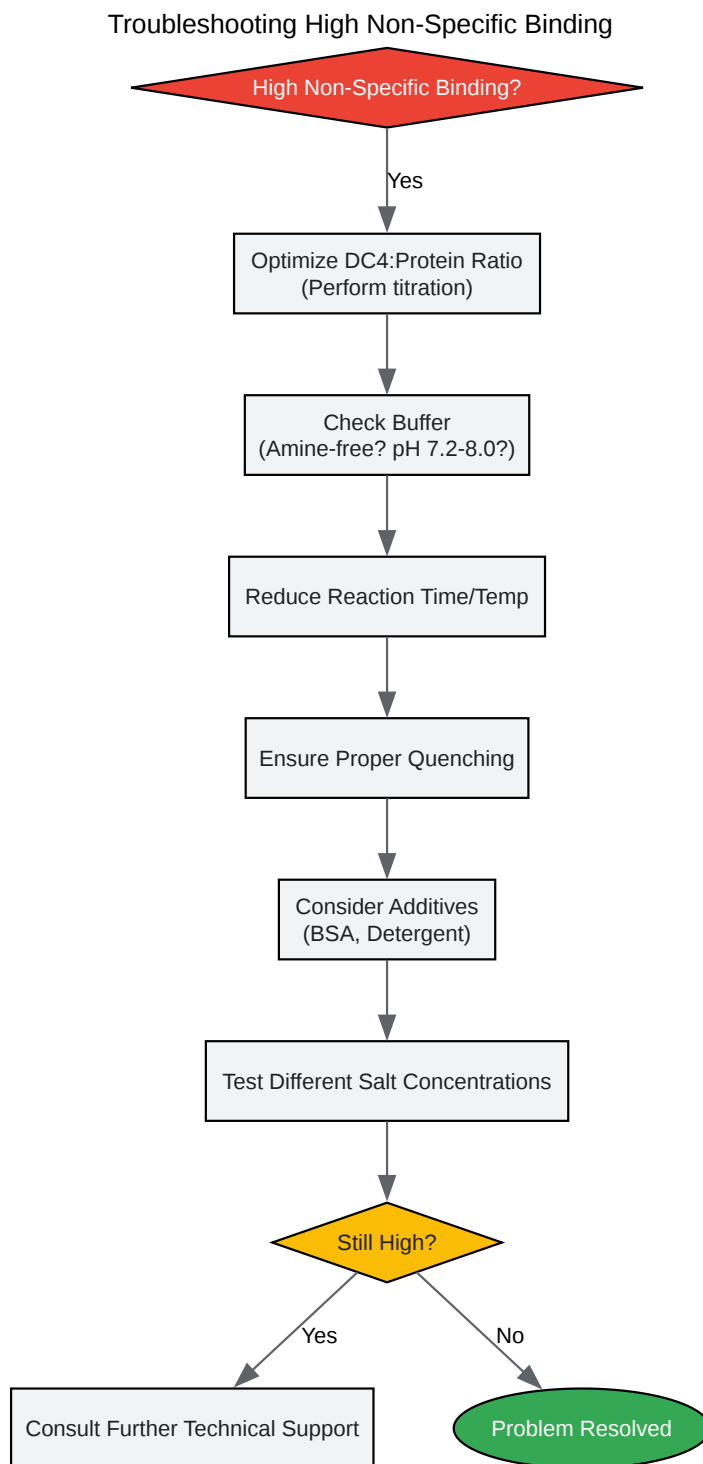 Troubleshooting High Non-Specific Binding
High Non-Specific Binding?
Yes
Optimize DC4:Protein Ratio
(Perform titration)
Check Buffer
(Amine-free? pH 7.2-8.0?)
Reduce Reaction Time/Temp
Ensure Proper Quenching
Consider Additives
(BSA, Detergent)
Test Different Salt Concentrations
Still High?
Yes
No
Consult Further Technical Support
Problem Resolved